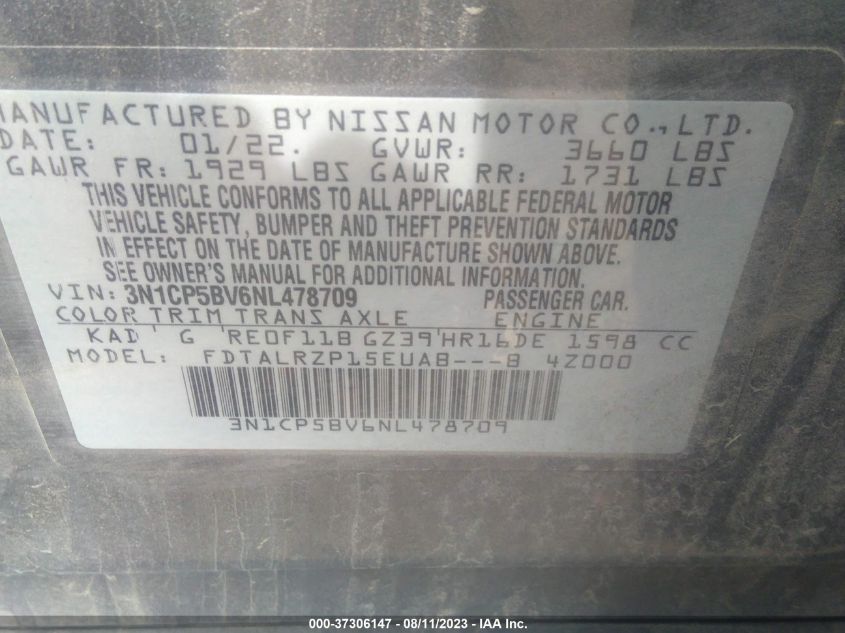 MANUFACTURED BY NISSAN MOTOR CO., LTD.
DATE: 01/22. GVWR: 3660 LBS
GAWR FR: 1929 LBS GAWR RR: 1731 LBS
THIS VEHICLE CONFORMS TO ALL APPLICABLE FEDERAL MOTOR
VEHICLE SAFETY, BUMPER AND THEFT PREVENTION STANDARDS
IN EFFECT ON THE DATE OF MANUFACTURE SHOWN ABOVE.
SEE OWNER'S MANUAL FOR ADDITIONAL INFORMATION.
VIN: 3N1CP5BV6NL478709 PASSENGER CAR.
COLOR TRIM TRANS AXLE ENGINE
KAD' G 'RE0F11B GZ39'HR16DE 1598 CC
MODEL: FDTALRZP15EUAB---B 4Z000
3N1CP5BV6NL478709
000-37306147 - 08/11/2023 - IAA Inc.